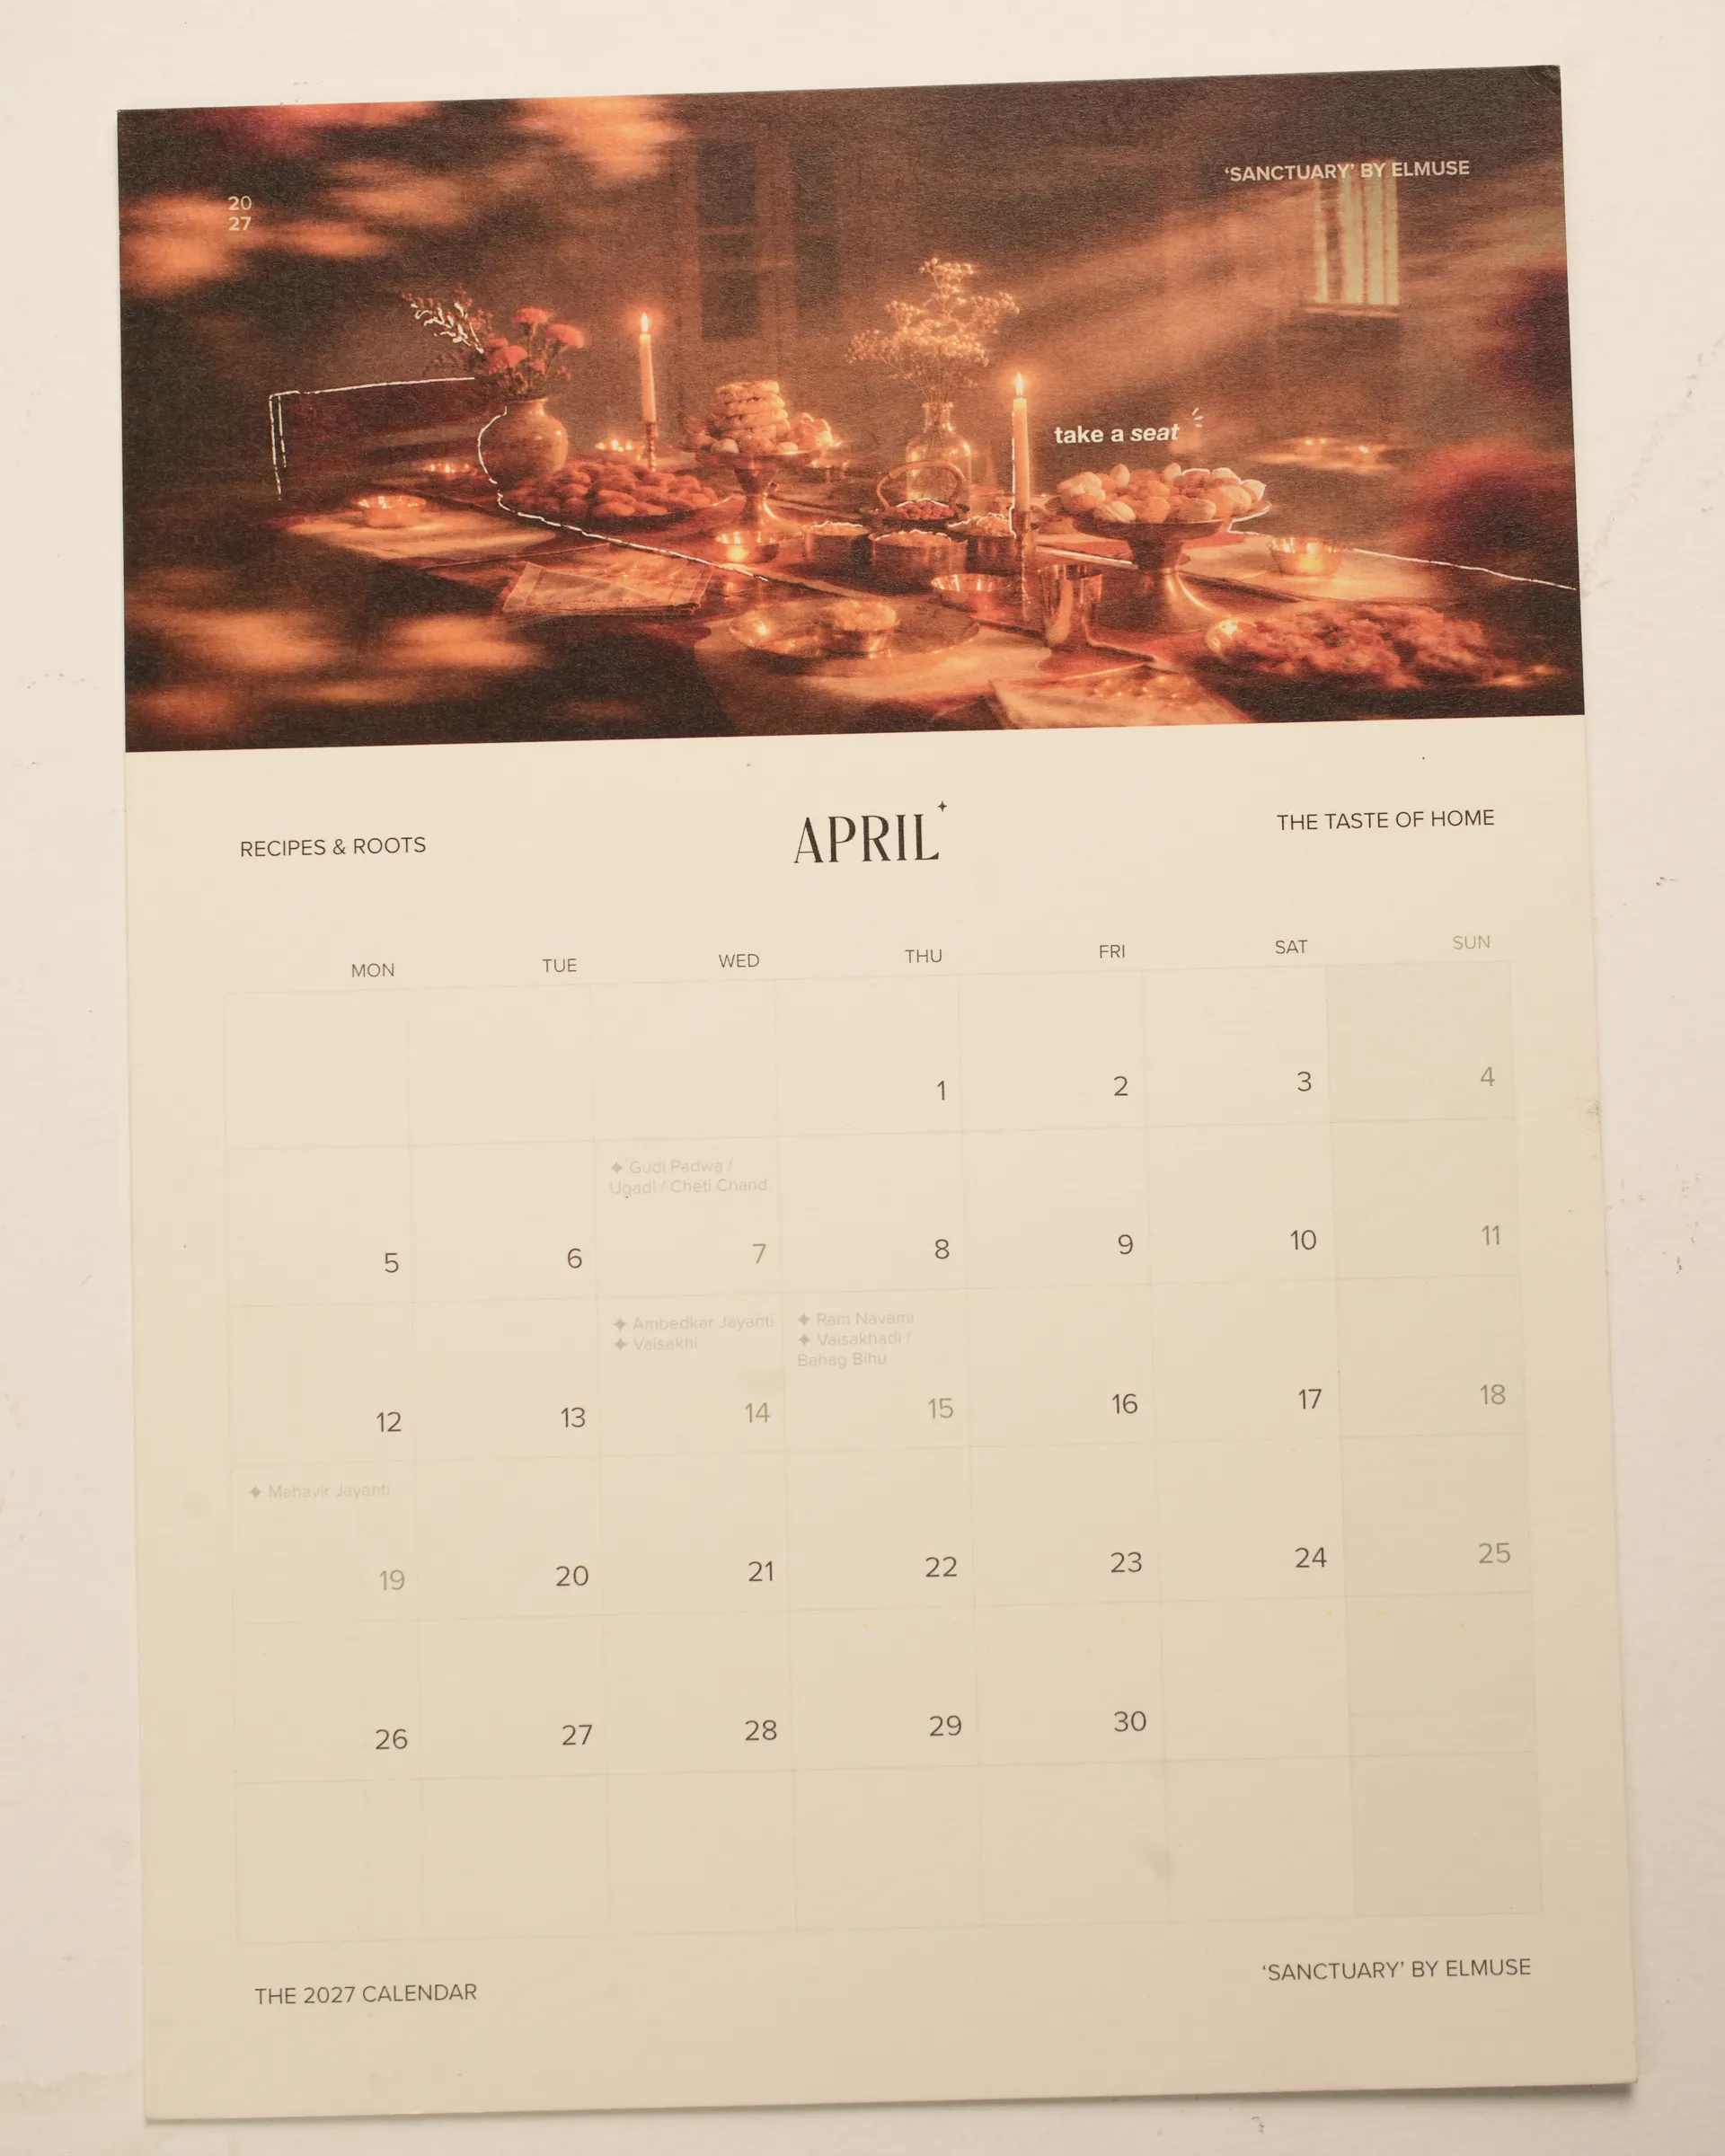 20
27
‘SANCTUARY’ BY ELMUSE
take a seat
RECIPES & ROOTS
APRIL
THE TASTE OF HOME
MON TUE WED THU FRI SAT SUN
1 2 3 4
Gudi Padwa /
Ugadi / Cheti Chand
5 6 7 8 9 10 11
Ambedkar Jayanti
Vaisakhi
Ram Navami
Vaisakhadi /
Bahag Bihu
12 13 14 15 16 17 18
Mahavir Jayanti
19 20 21 22 23 24 25
26 27 28 29 30
THE 2027 CALENDAR
‘SANCTUARY’ BY ELMUSE